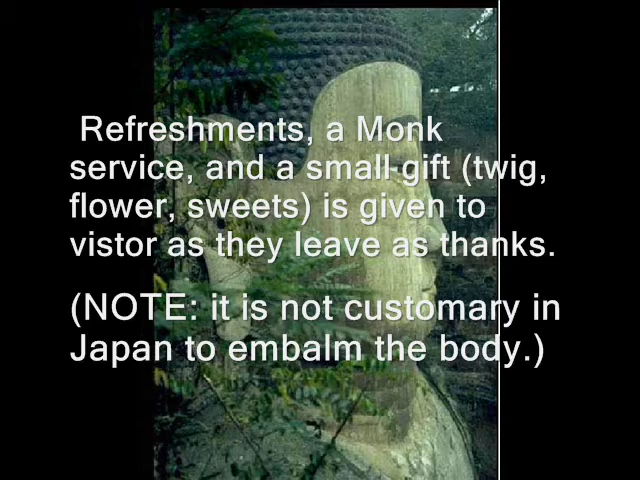 Refreshments, a Monk
service, and a small gift (twig,
flower, sweets) is given to
vistor as they leave as thanks.
(NOTE: it is not customary in
Japan to embalm the body.)